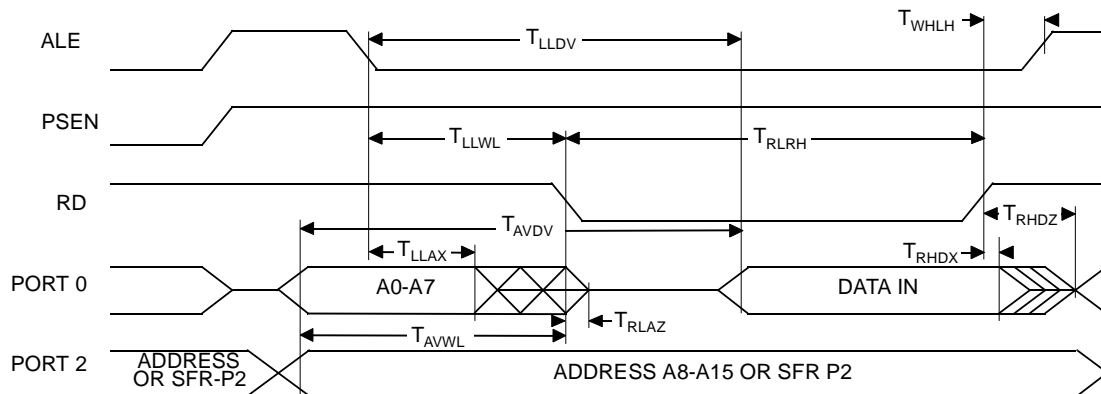 ALE
T_LLDV
T_WHLH
PSEN
T_LLWL
T_RLRH
RD
T_AVDV
T_RHDZ
T_LLAX
T_RHDX
PORT 0
A0-A7
DATA IN
T_RLAZ
T_AVWL
PORT 2
ADDRESS
OR SFR-P2
ADDRESS A8-A15 OR SFR P2